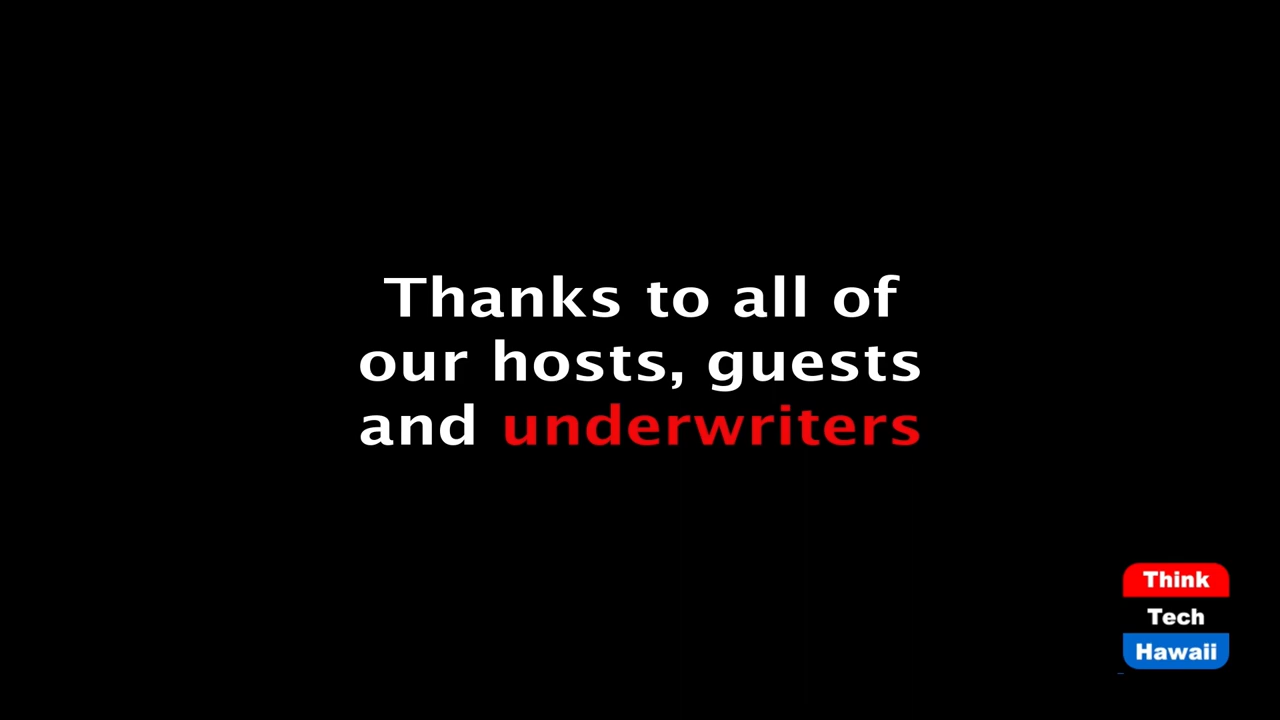 Thanks to all of
our hosts, guests
and underwriters
Think
Tech
Hawaii